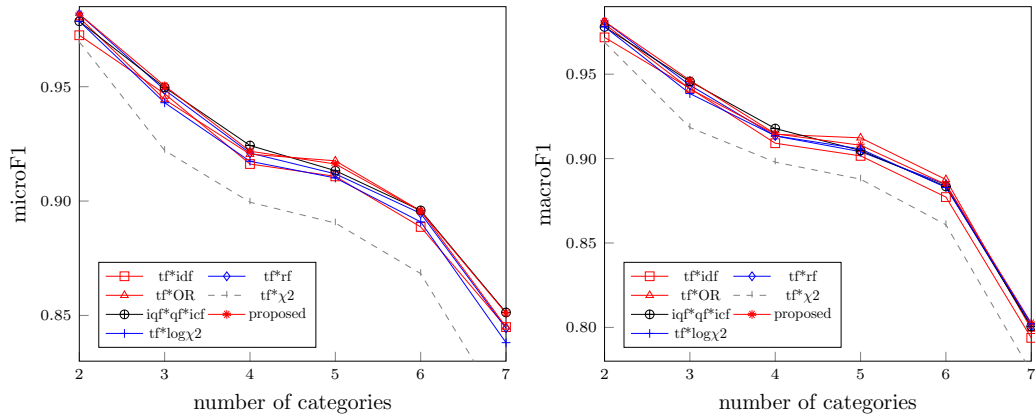 0.95
0.90
0.85
microF1
2 3 4 5 6 7
number of categories
tf*idf tf*rf
tf*OR tf*χ2
iqf*qf*icf proposed
tf*logχ2
0.95
0.90
0.85
0.80
macroF1
2 3 4 5 6 7
number of categories
tf*idf tf*rf
tf*OR tf*χ2
iqf*qf*icf proposed
tf*logχ2